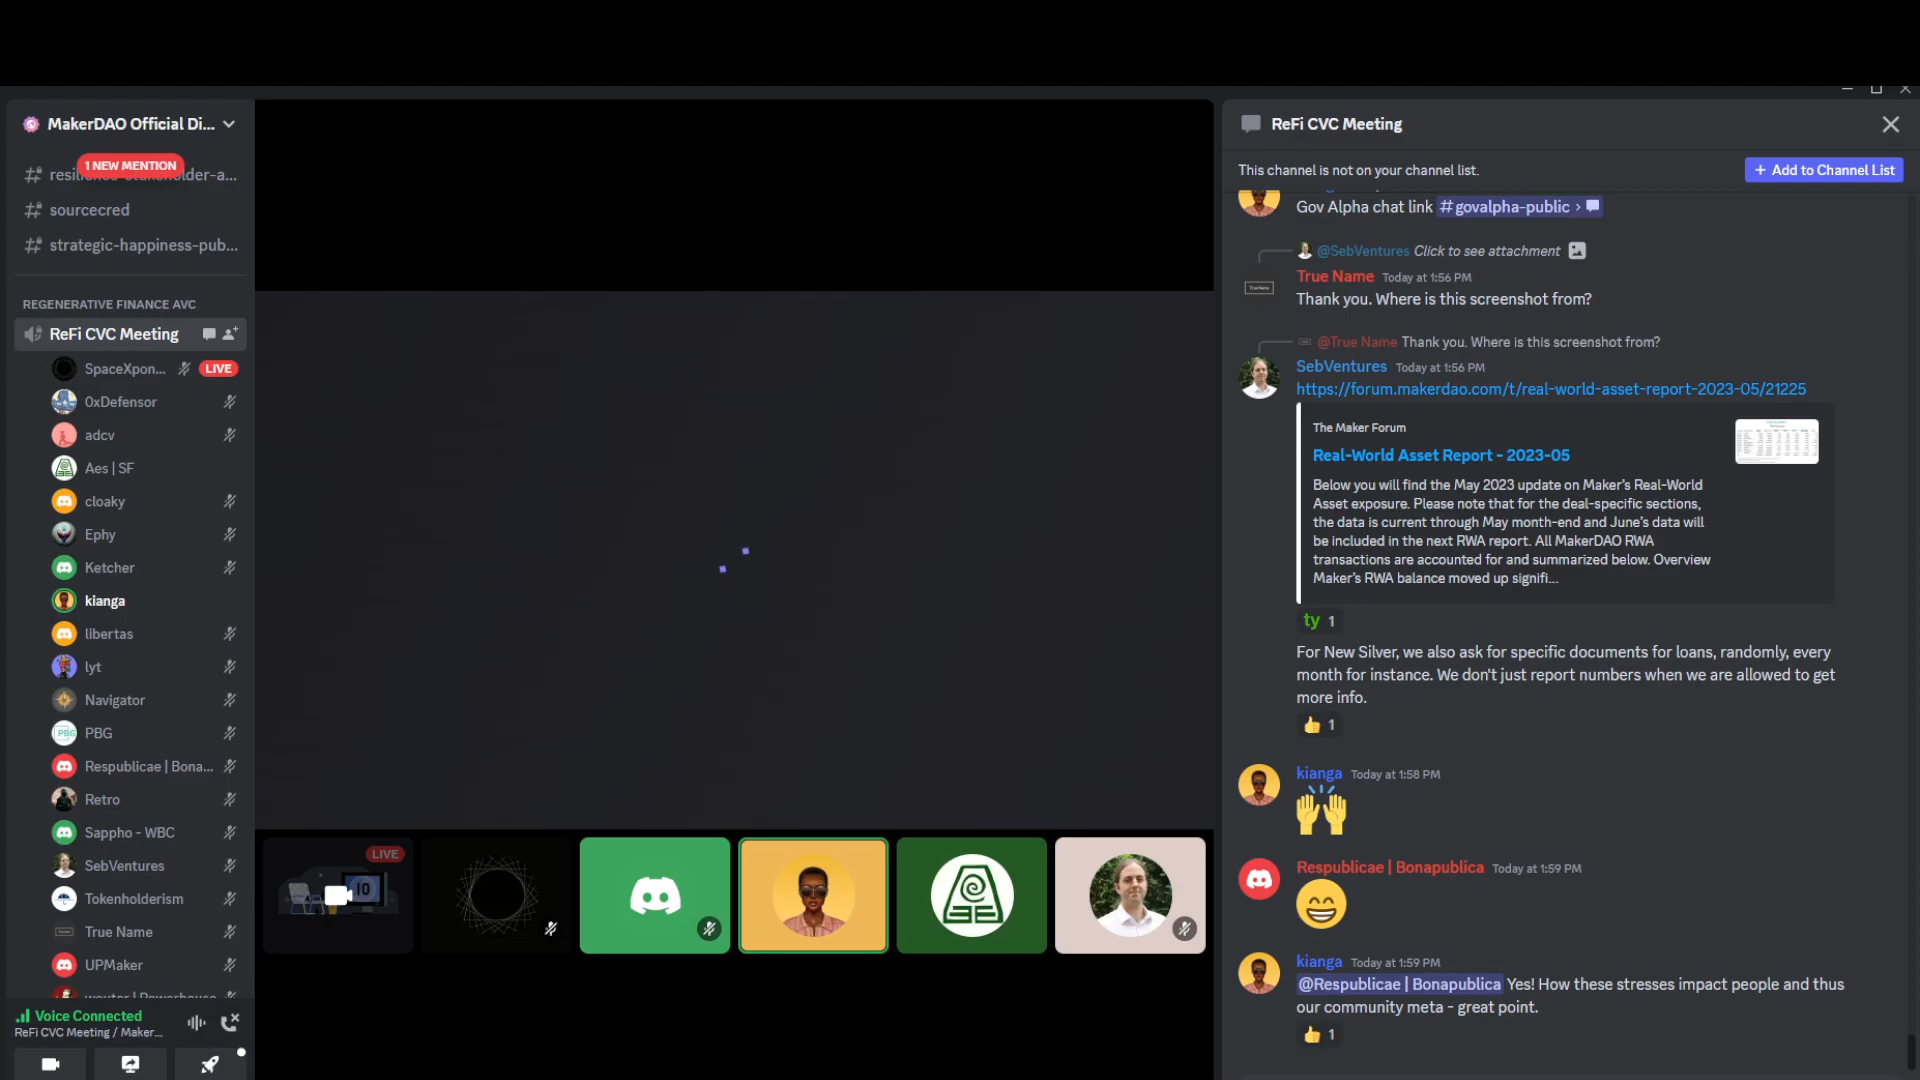 MakerDAO Official Di...
1 NEW MENTION
sourcecred
strategic-happiness-pub...
REGENERATIVE FINANCE AVC
ReFi CVC Meeting
SpaceXpon...
LIVE
0xDefensor
adcv
Aes | SF
cloaky
Ephy
Ketcher
kianga
libertas
lyt
Navigator
PBG
Respublicae | Bona...
Retro
Sappho - WBC
SebVentures
Tokenholderism
True Name
UPMaker
Voice Connected
ReFi CVC Meeting / Maker...
LIVE
ReFi CVC Meeting
This channel is not on your channel list.
+ Add to Channel List
Gov Alpha chat link #govalpha-public >
@SebVentures Click to see attachment
True Name Today at 1:56 PM
Thank you. Where is this screenshot from?
@True Name Thank you. Where is this screenshot from?
SebVentures Today at 1:56 PM
https://forum.makerdao.com/t/real-world-asset-report-2023-05/21225
The Maker Forum
Real-World Asset Report - 2023-05
Below you will find the May 2023 update on Maker's Real-World
Asset exposure. Please note that for the deal-specific sections,
the data is current through May month-end and June's data will
be included in the next RWA report. All MakerDAO RWA
transactions are accounted for and summarized below. Overview
Maker's RWA balance moved up signifi...
ty 1
For New Silver, we also ask for specific documents for loans, randomly, every
month for instance. We don't just report numbers when we are allowed to get
more info.
👍 1
kianga Today at 1:58 PM
🙌
Respublicae | Bonapublica Today at 1:59 PM
😁
kianga Today at 1:59 PM
@Respublicae | Bonapublica Yes! How these stresses impact people and thus
our community meta - great point.
👍 1